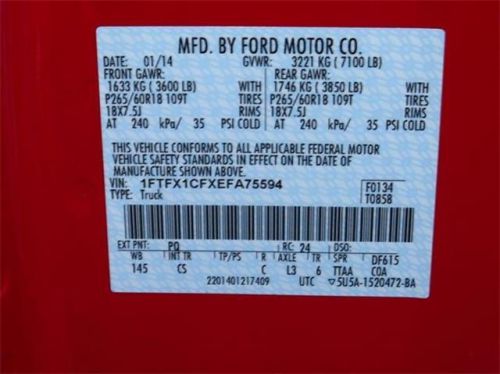 MFD. BY FORD MOTOR CO.
DATE: 01/14 GVWR: 3221 KG ( 7100 LB)
FRONT GAWR: REAR GAWR:
1633 KG ( 3600 LB) WITH 1746 KG ( 3850 LB) WITH
P265/60R18 109T TIRES P265/60R18 109T TIRES
18X7.5J RIMS 18X7.5J RIMS
AT 240 kPa/ 35 PSI COLD AT 240 kPa/ 35 PSI COLD
THIS VEHICLE CONFORMS TO ALL APPLICABLE FEDERAL MOTOR
VEHICLE SAFETY STANDARDS IN EFFECT ON THE DATE OF
MANUFACTURE SHOWN ABOVE.
VIN: 1FTFX1CFXEFA75594 F0134
TYPE: Truck T0858
EXT PNT: PQ RC: 24 DSO:
WB INT TR TP/PS R AXLE TR SPR DF615
145 CS C L3 6 TTAA COA
2201401217409 UTC ▽5U5A-1520472-BA